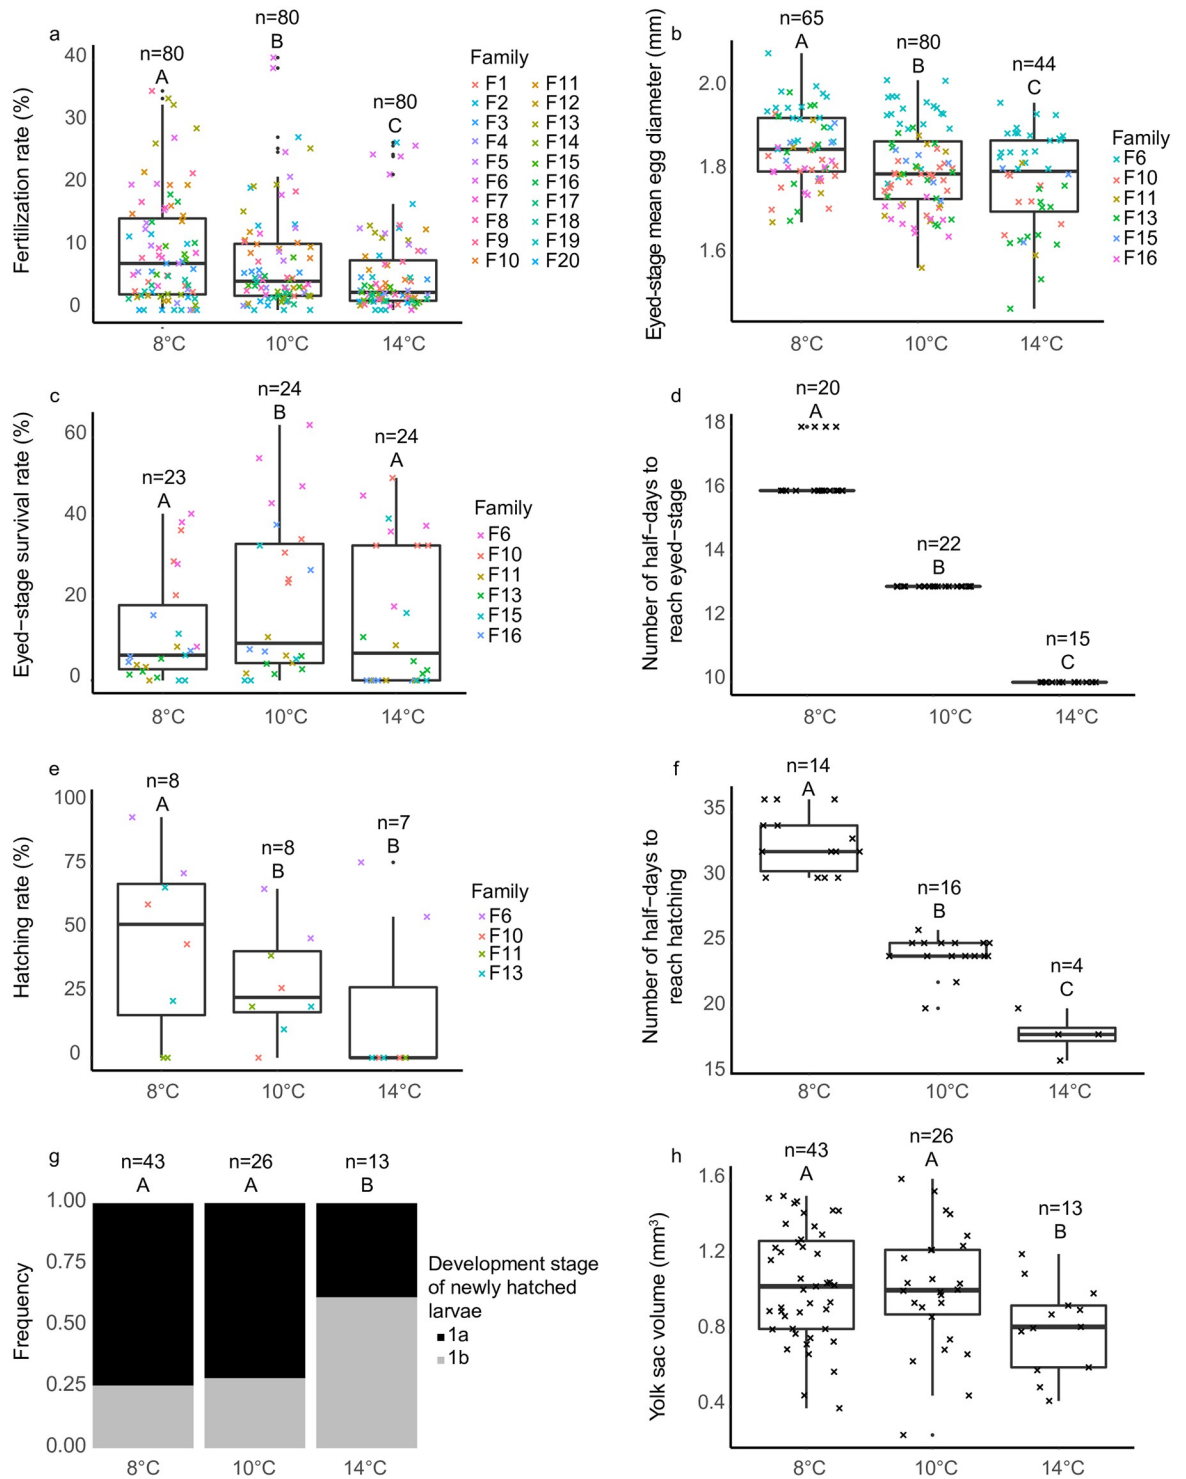 a
n=80
B
n=80
A
n=80
C
Fertilization rate (%)
40
30
20
10
0
8°C
10°C
14°C
Family
F1
F2
F3
F4
F5
F6
F7
F8
F9
F10
F11
F12
F13
F14
F15
F16
F17
F18
F19
F20
b
n=65
A
n=80
B
n=44
C
Eyed-stage mean egg diameter (mm)
2.0
1.8
1.6
8°C
10°C
14°C
Family
F6
F10
F11
F13
F15
F16
c
n=23
A
n=24
B
n=24
A
Eyed−stage survival rate (%)
60
40
20
0
8°C
10°C
14°C
Family
F6
F10
F11
F13
F15
F16
d
n=20
A
n=22
B
n=15
C
Number of half−days to
reach eyed−stage
18
16
14
12
10
8°C
10°C
14°C
e
n=8
A
n=8
B
n=7
B
Hatching rate (%)
100
75
50
25
0
8°C
10°C
14°C
Family
F6
F10
F11
F13
f
n=14
A
n=16
B
n=4
C
Number of half−days to
reach hatching
35
30
25
20
15
8°C
10°C
14°C
g
n=43
A
n=26
A
n=13
B
Frequency
1.00
0.75
0.50
0.25
0.00
8°C
10°C
14°C
Development stage
of newly hatched
larvae
1a
1b
h
n=43
A
n=26
A
n=13
B
Yolk sac volume (mm³)
1.6
1.2
0.8
0.4
8°C
10°C
14°C